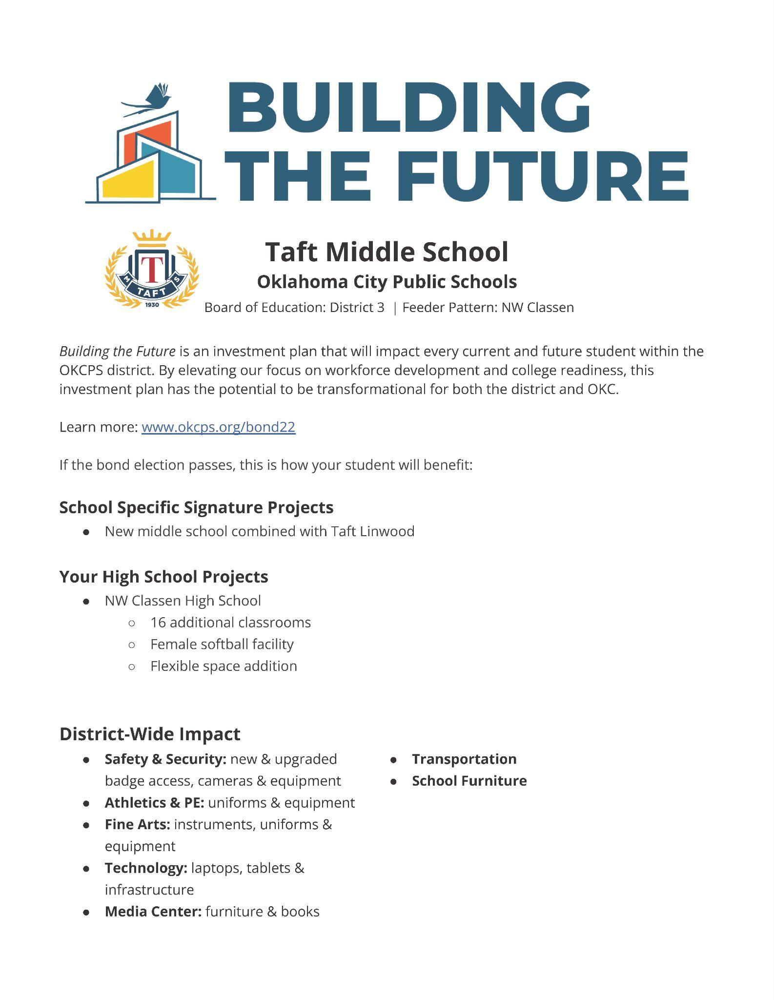 BUILDING
THE FUTURE
T
M
S
TAFT
1930
Taft Middle School
Oklahoma City Public Schools
Board of Education: District 3 | Feeder Pattern: NW Classen
Building the Future is an investment plan that will impact every current and future student within the
OKCPS district. By elevating our focus on workforce development and college readiness, this
investment plan has the potential to be transformational for both the district and OKC.
Learn more: www.okcps.org/bond22
If the bond election passes, this is how your student will benefit:
School Specific Signature Projects
● New middle school combined with Taft Linwood
Your High School Projects
● NW Classen High School
○ 16 additional classrooms
○ Female softball facility
○ Flexible space addition
District-Wide Impact
● Safety & Security: new & upgraded
badge access, cameras & equipment
● Athletics & PE: uniforms & equipment
● Fine Arts: instruments, uniforms &
equipment
● Technology: laptops, tablets &
infrastructure
● Media Center: furniture & books
● Transportation
● School Furniture